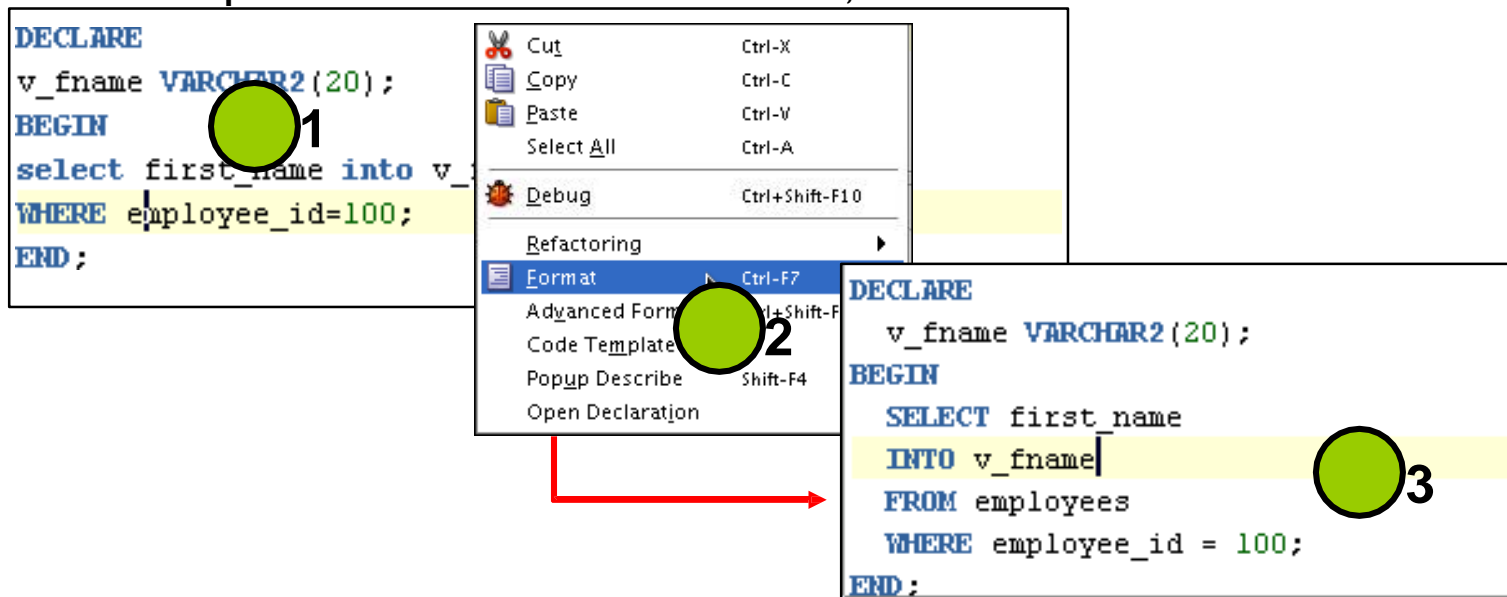 DECLARE
v_fname VARCHAR2(20);
BEGIN
select first_name into v_
WHERE employee_id=100;
END;
1
Cut Ctrl-X
Copy Ctrl-C
Paste Ctrl-V
Select All Ctrl-A
Debug Ctrl+Shift-F10
Refactoring
Format Ctrl-F7
Advanced Form Ctrl+Shift-F
Code Template
Popup Describe Shift-F4
Open Declaration
2
DECLARE
v_fname VARCHAR2(20);
BEGIN
SELECT first_name
INTO v_fname
FROM employees
WHERE employee_id = 100;
END;
3